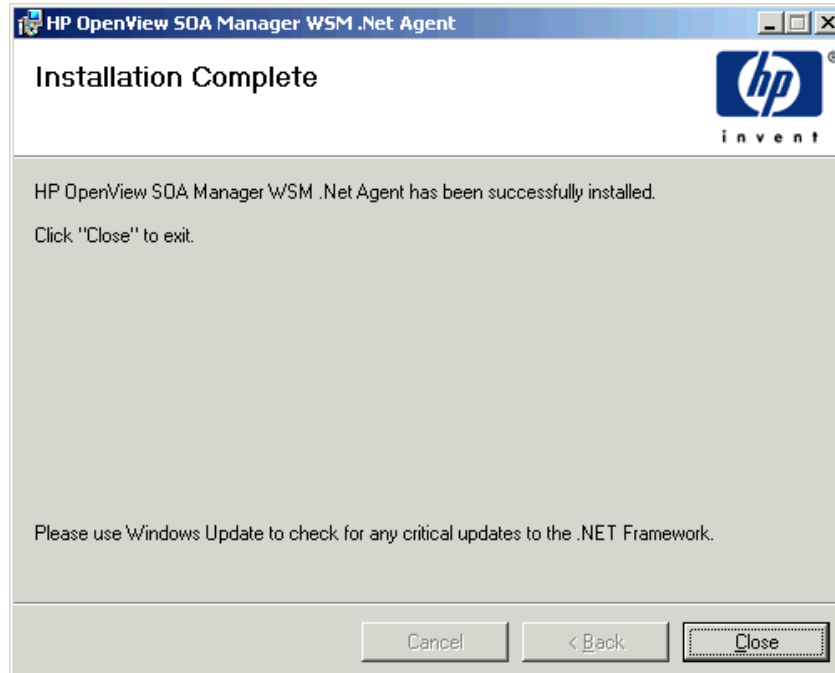 HP OpenView SOA Manager WSM .Net Agent
Installation Complete
hp
®
invent
HP OpenView SOA Manager WSM .Net Agent has been successfully installed.
Click "Close" to exit.
Please use Windows Update to check for any critical updates to the .NET Framework.
Cancel < Back Close